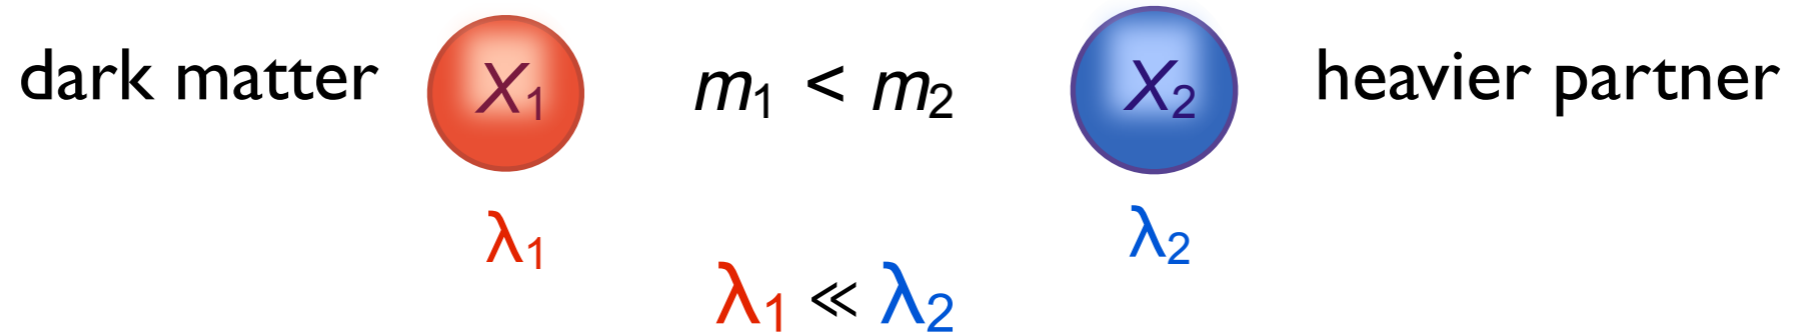 dark matter X₁ m₁ < m₂ X₂ heavier partner
λ₁ λ₂
λ₁ ≪ λ₂